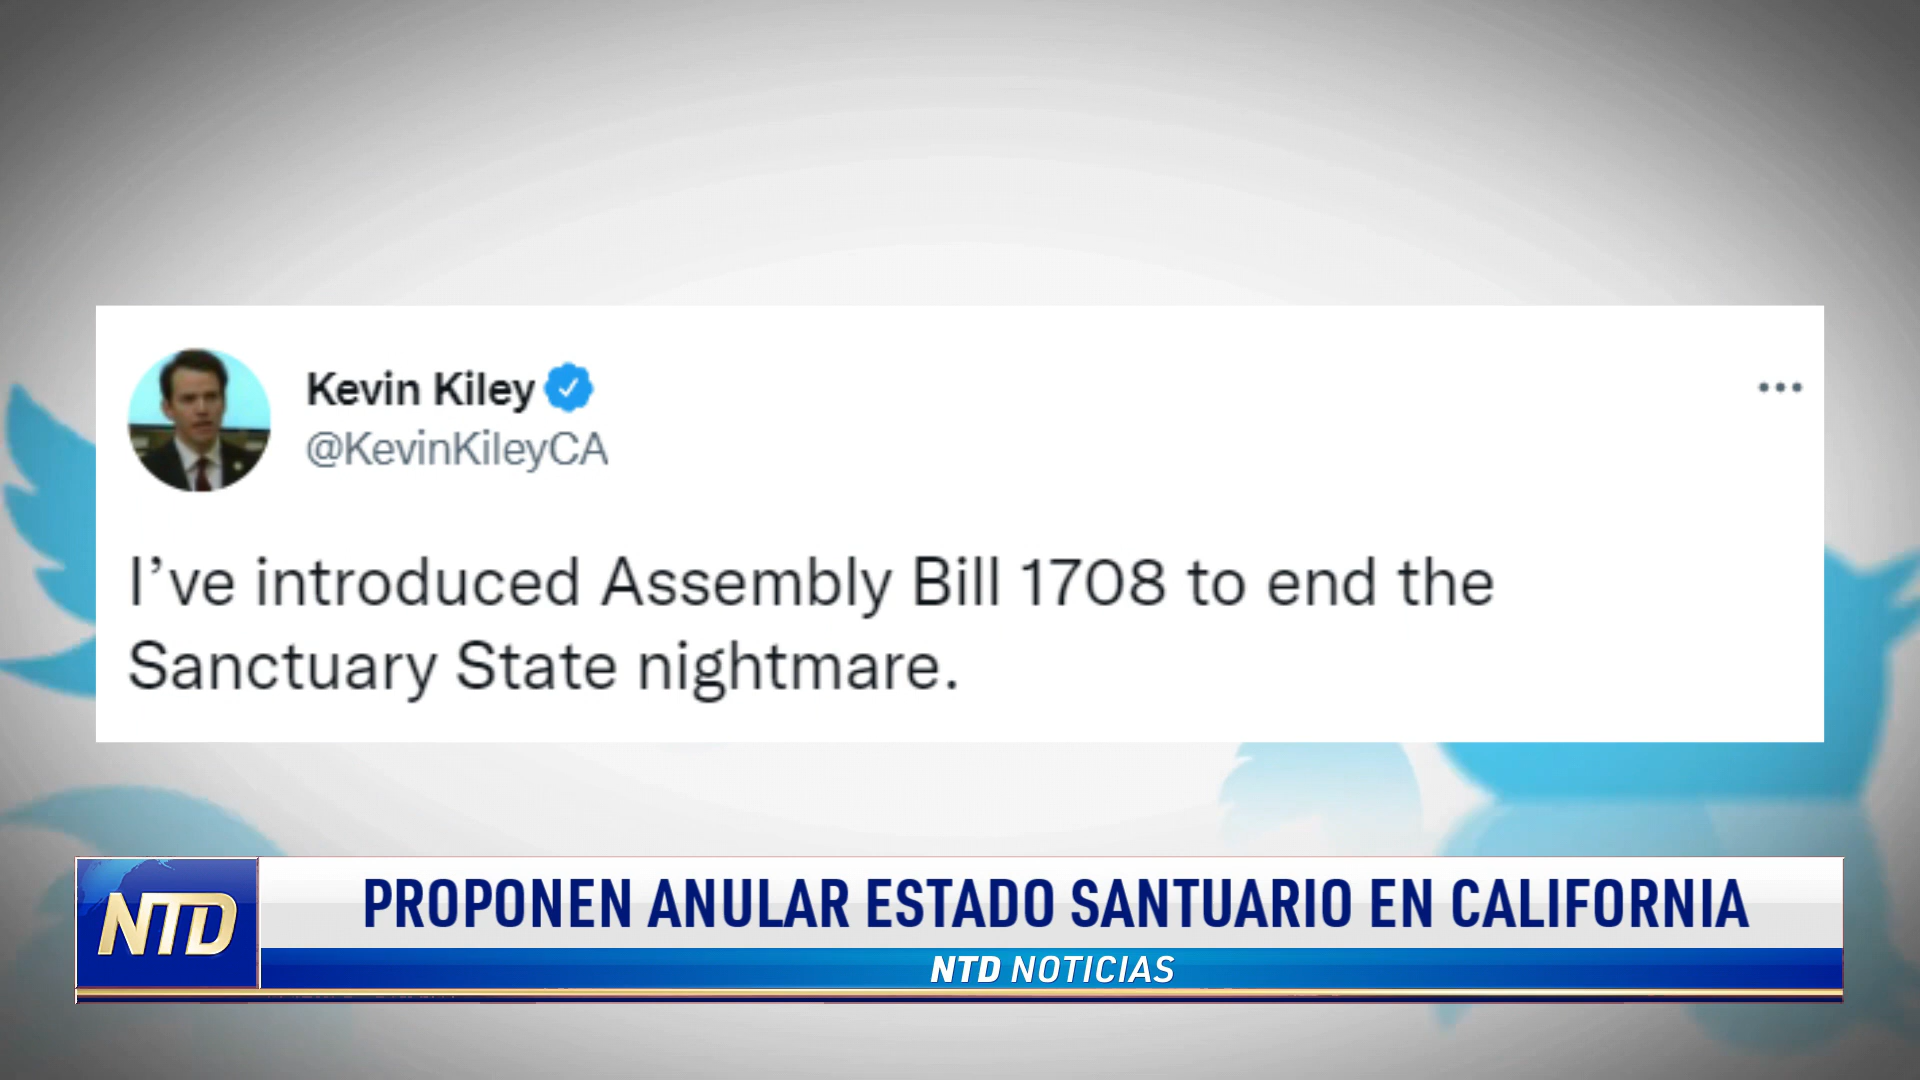 Kevin Kiley
@KevinKileyCA
I’ve introduced Assembly Bill 1708 to end the
Sanctuary State nightmare.
NTD
PROPONEN ANULAR ESTADO SANTUARIO EN CALIFORNIA
NTD NOTICIAS